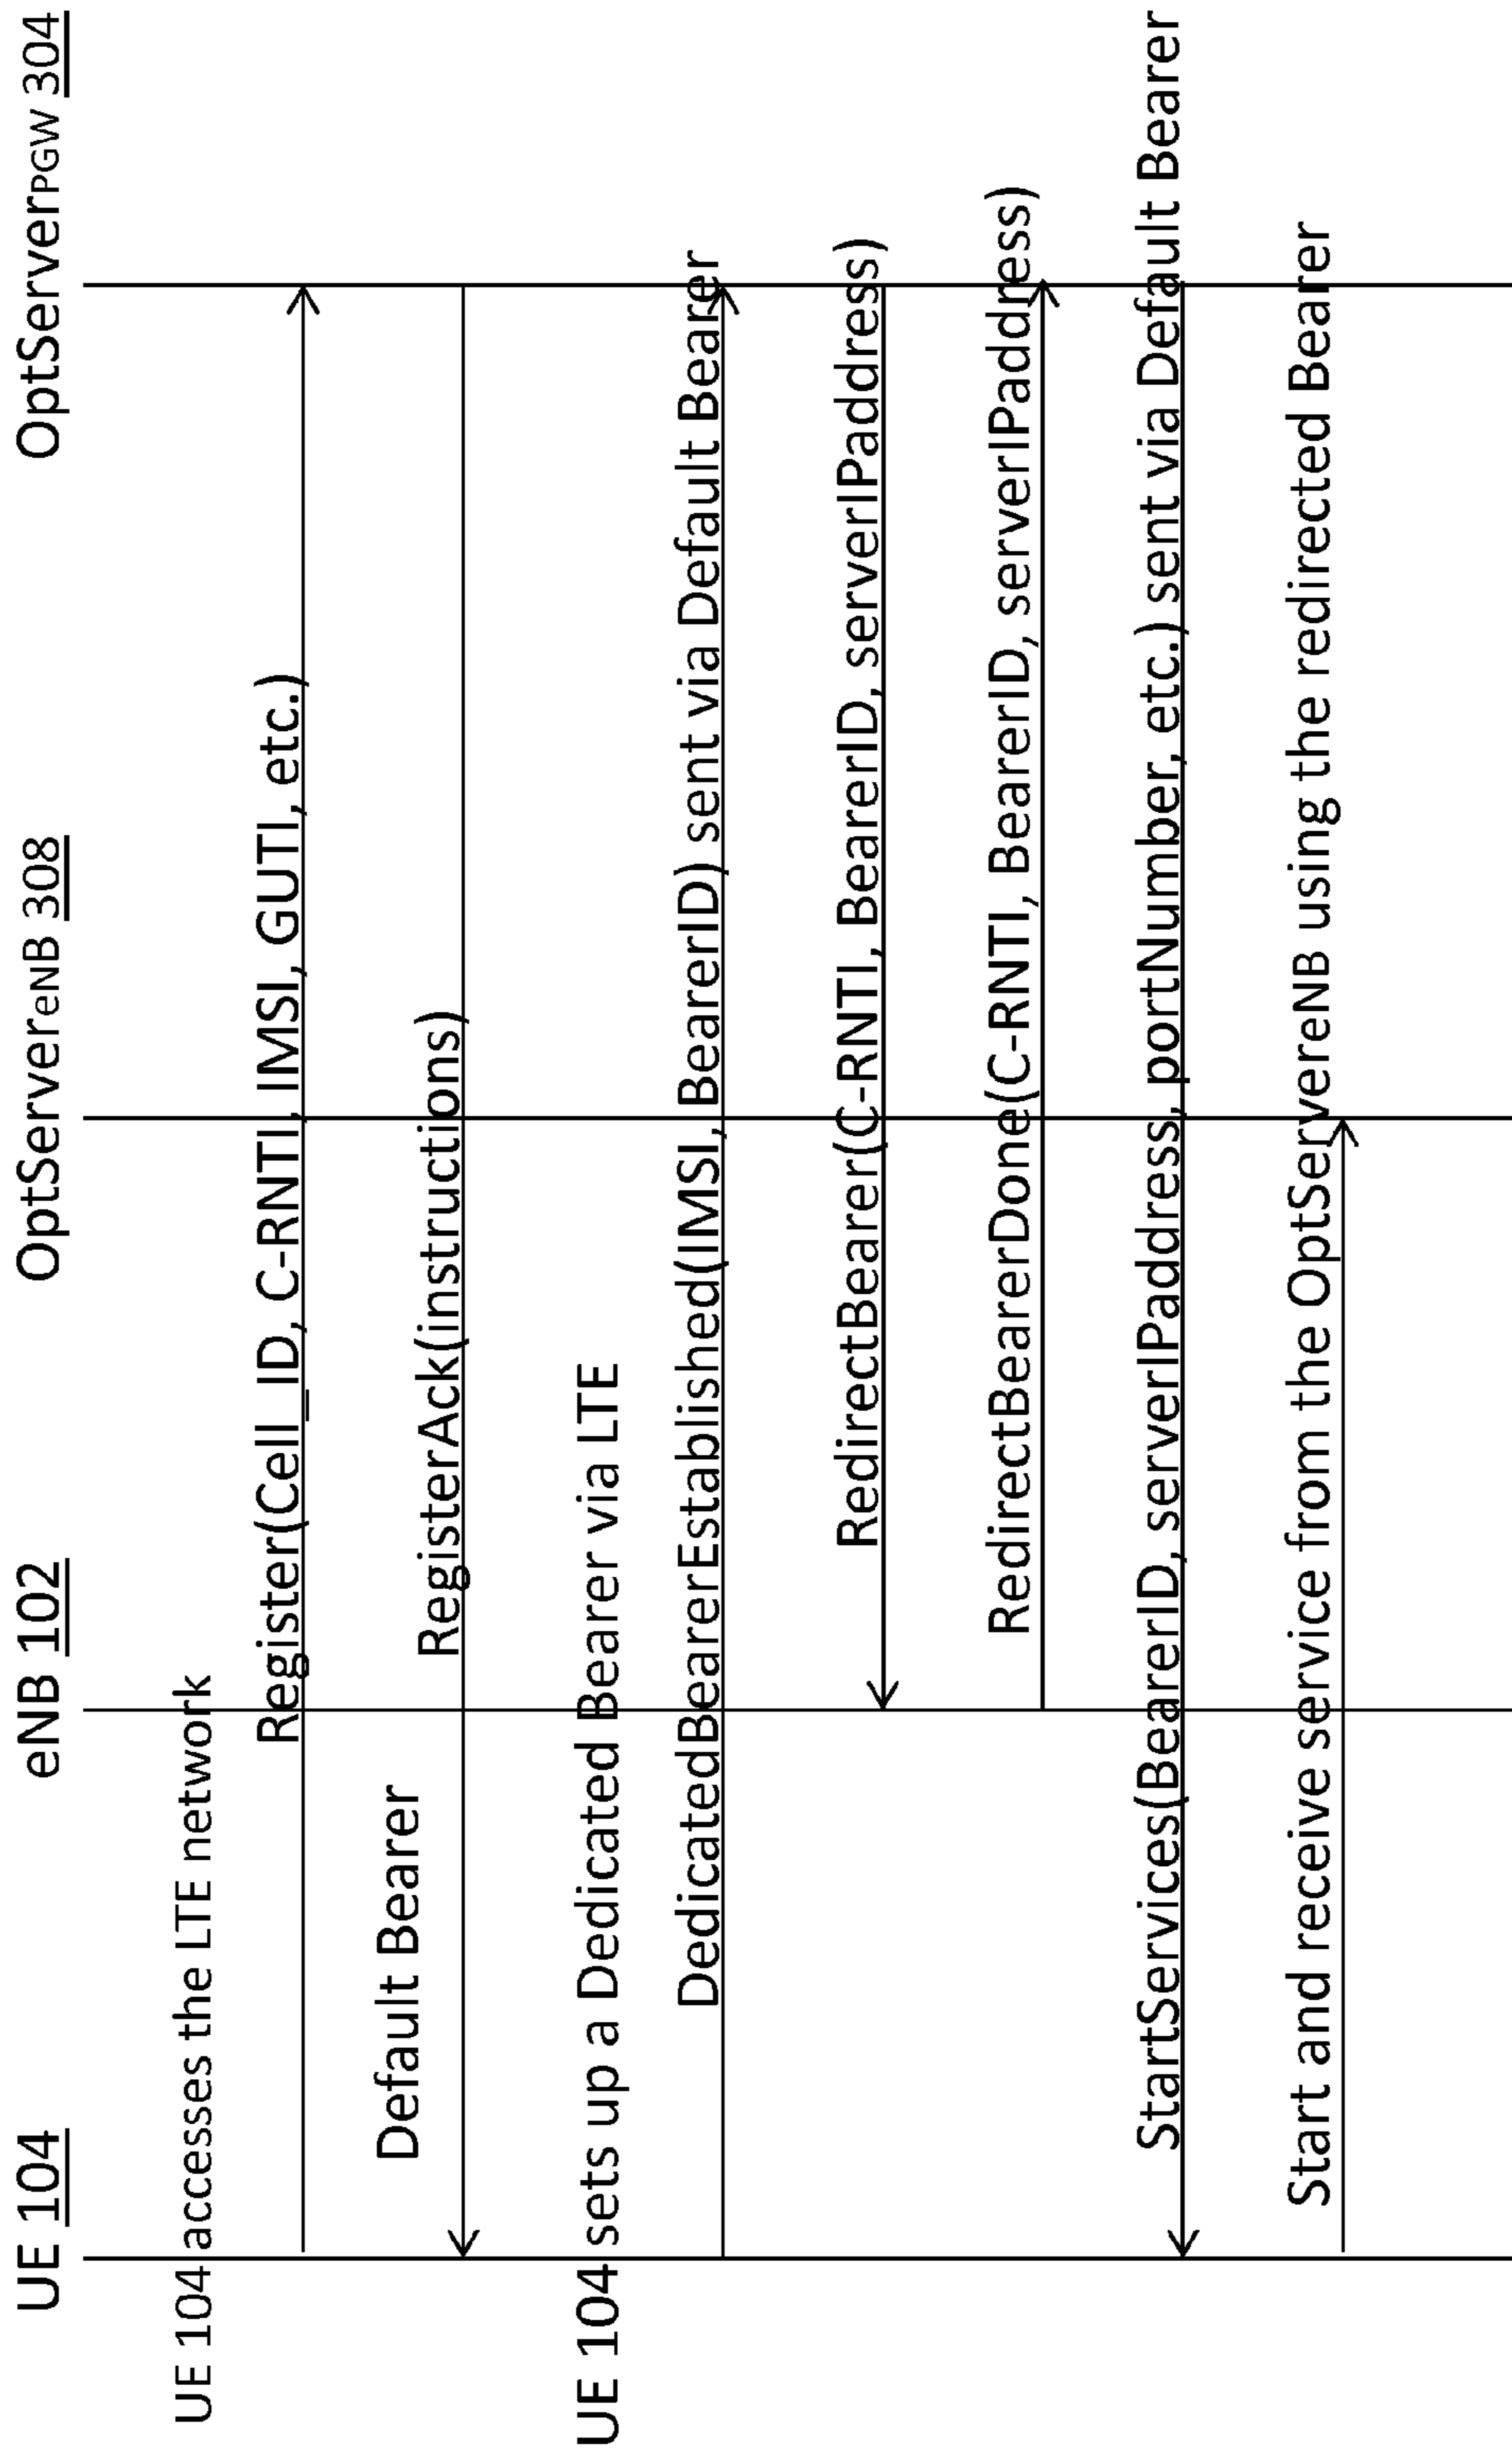 UE 104
eNB 102
OptServereNB 308
OptServerPGW 304
UE 104 accesses the LTE network
Register(Cell_ID, C-RNTI, IMSI, GUTI, etc.)
Default Bearer
RegisterAck(instructions)
UE 104 sets up a Dedicated Bearer via LTE
DedicatedBearerEstablished(IMSI, BearerID) sent via Default Bearer
RedirectBearer(C-RNTI, BearerID, serverIPaddress)
RedirectBearerDone(C-RNTI, BearerID, serverIPaddress)
StartServices(BearerID, serverIPaddress, portNumber, etc.) sent via Default Bearer
Start and receive service from the OptServereNB using the redirected Bearer